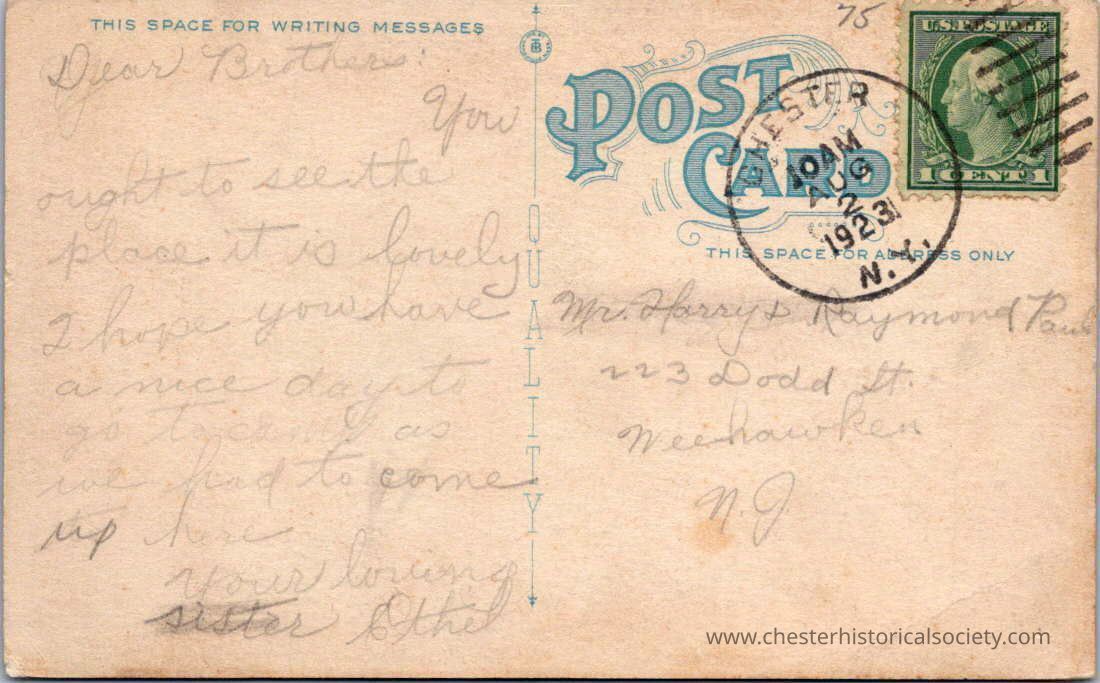 THIS SPACE FOR WRITING MESSAGES
Dear Brothers:
You
ought to see the
place it is lovely
I hope you have
a nice day to
go to camp as
we had to come
up here
your loving
sister Ethel
QUALITY
75
POST
CARD
U.S. POSTAGE
1 CENT 1
CHESTER
10 AM
AUG
2
1923
N.Y.
THIS SPACE FOR ADDRESS ONLY
Mr. Harry & Raymond
223 Dodd St.
Weehawken
N.J.
www.chesterhistoricalsociety.com